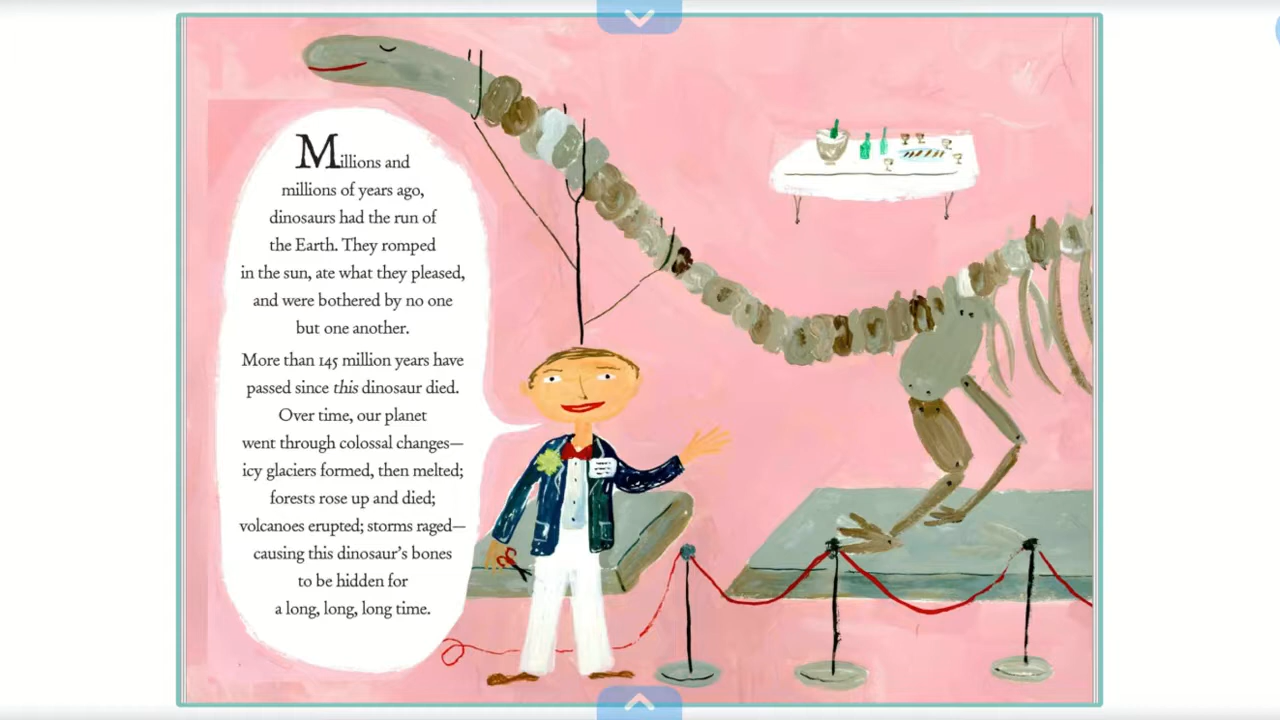 Millions and
millions of years ago,
dinosaurs had the run of
the Earth. They romped
in the sun, ate what they pleased,
and were bothered by no one
but one another.
More than 145 million years have
passed since this dinosaur died.
Over time, our planet
went through colossal changes—
icy glaciers formed, then melted;
forests rose up and died;
volcanoes erupted; storms raged—
causing this dinosaur's bones
to be hidden for
a long, long, long time.